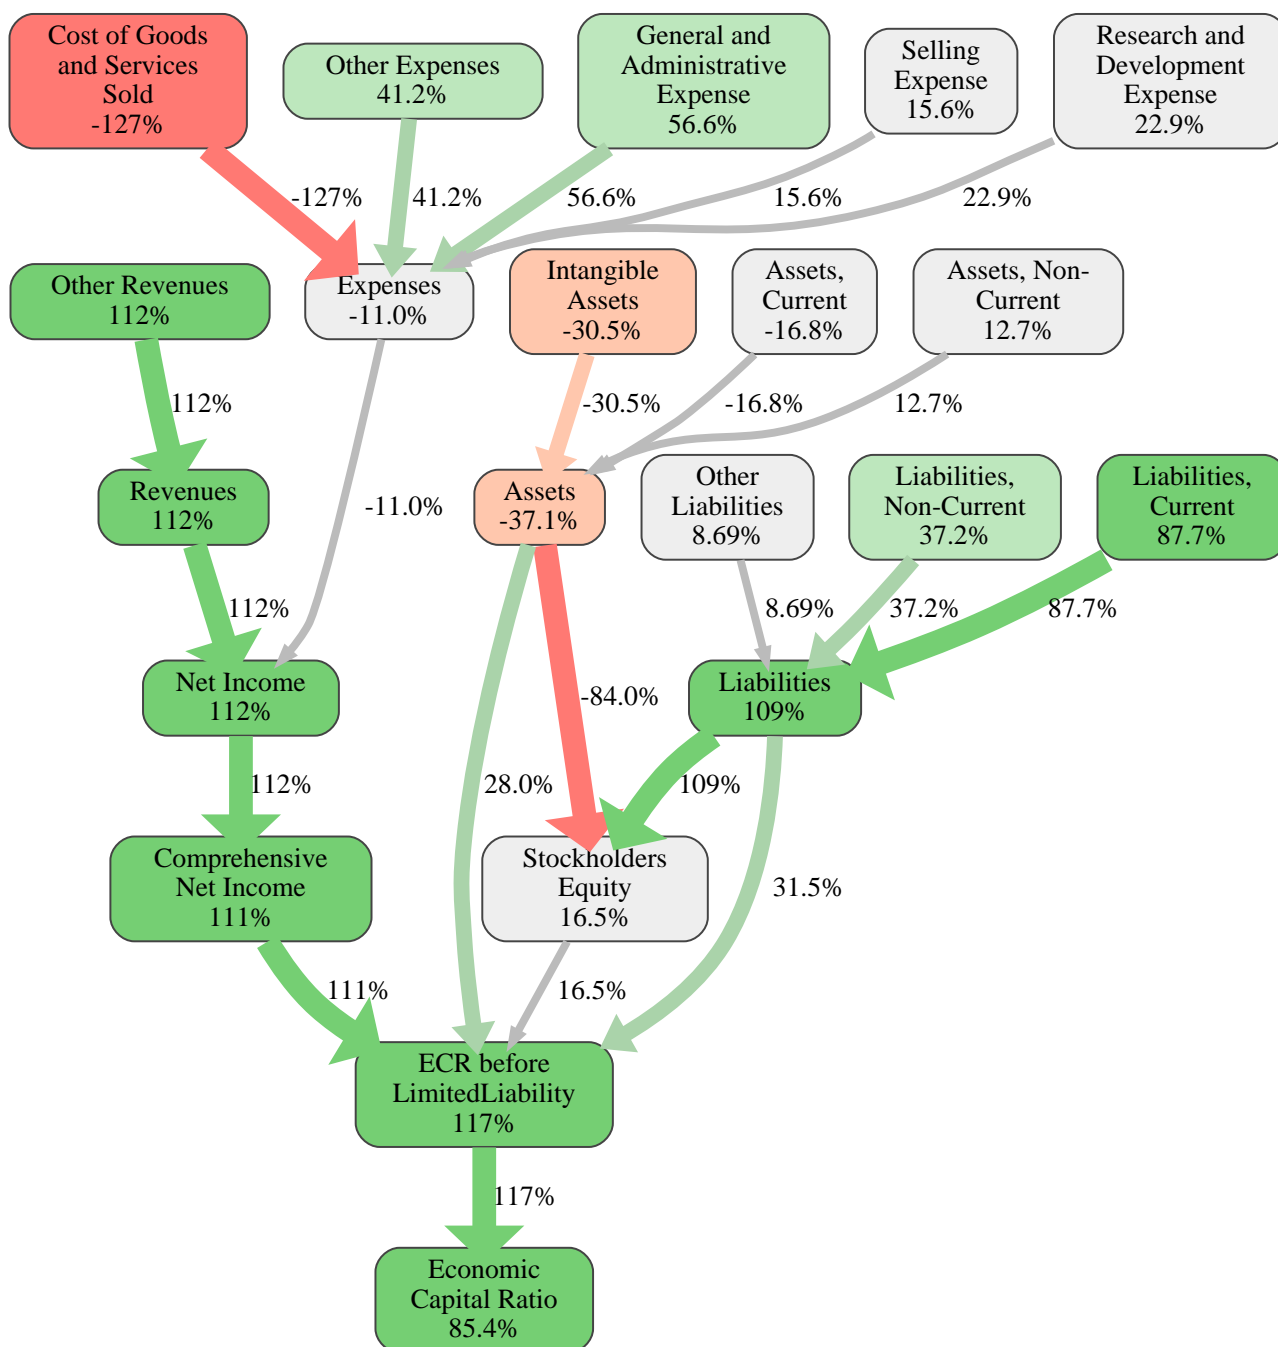 Cost of Goods
and Services
Sold
-127%
Other Expenses
41.2%
General and
Administrative
Expense
56.6%
Selling
Expense
15.6%
Research and
Development
Expense
22.9%
-127%
41.2%
56.6%
15.6%
22.9%
Other Revenues
112%
Expenses
-11.0%
Intangible
Assets
-30.5%
Assets,
Current
-16.8%
Assets, Non-
Current
12.7%
112%
-30.5%
-16.8%
12.7%
Revenues
112%
-11.0%
Assets
-37.1%
Other
Liabilities
8.69%
Liabilities,
Non-Current
37.2%
Liabilities,
Current
87.7%
112%
8.69%
37.2%
87.7%
Net Income
112%
-84.0%
Liabilities
109%
112%
28.0%
109%
Comprehensive
Net Income
111%
Stockholders
Equity
16.5%
31.5%
111%
16.5%
ECR before
LimitedLiability
117%
117%
Economic
Capital Ratio
85.4%